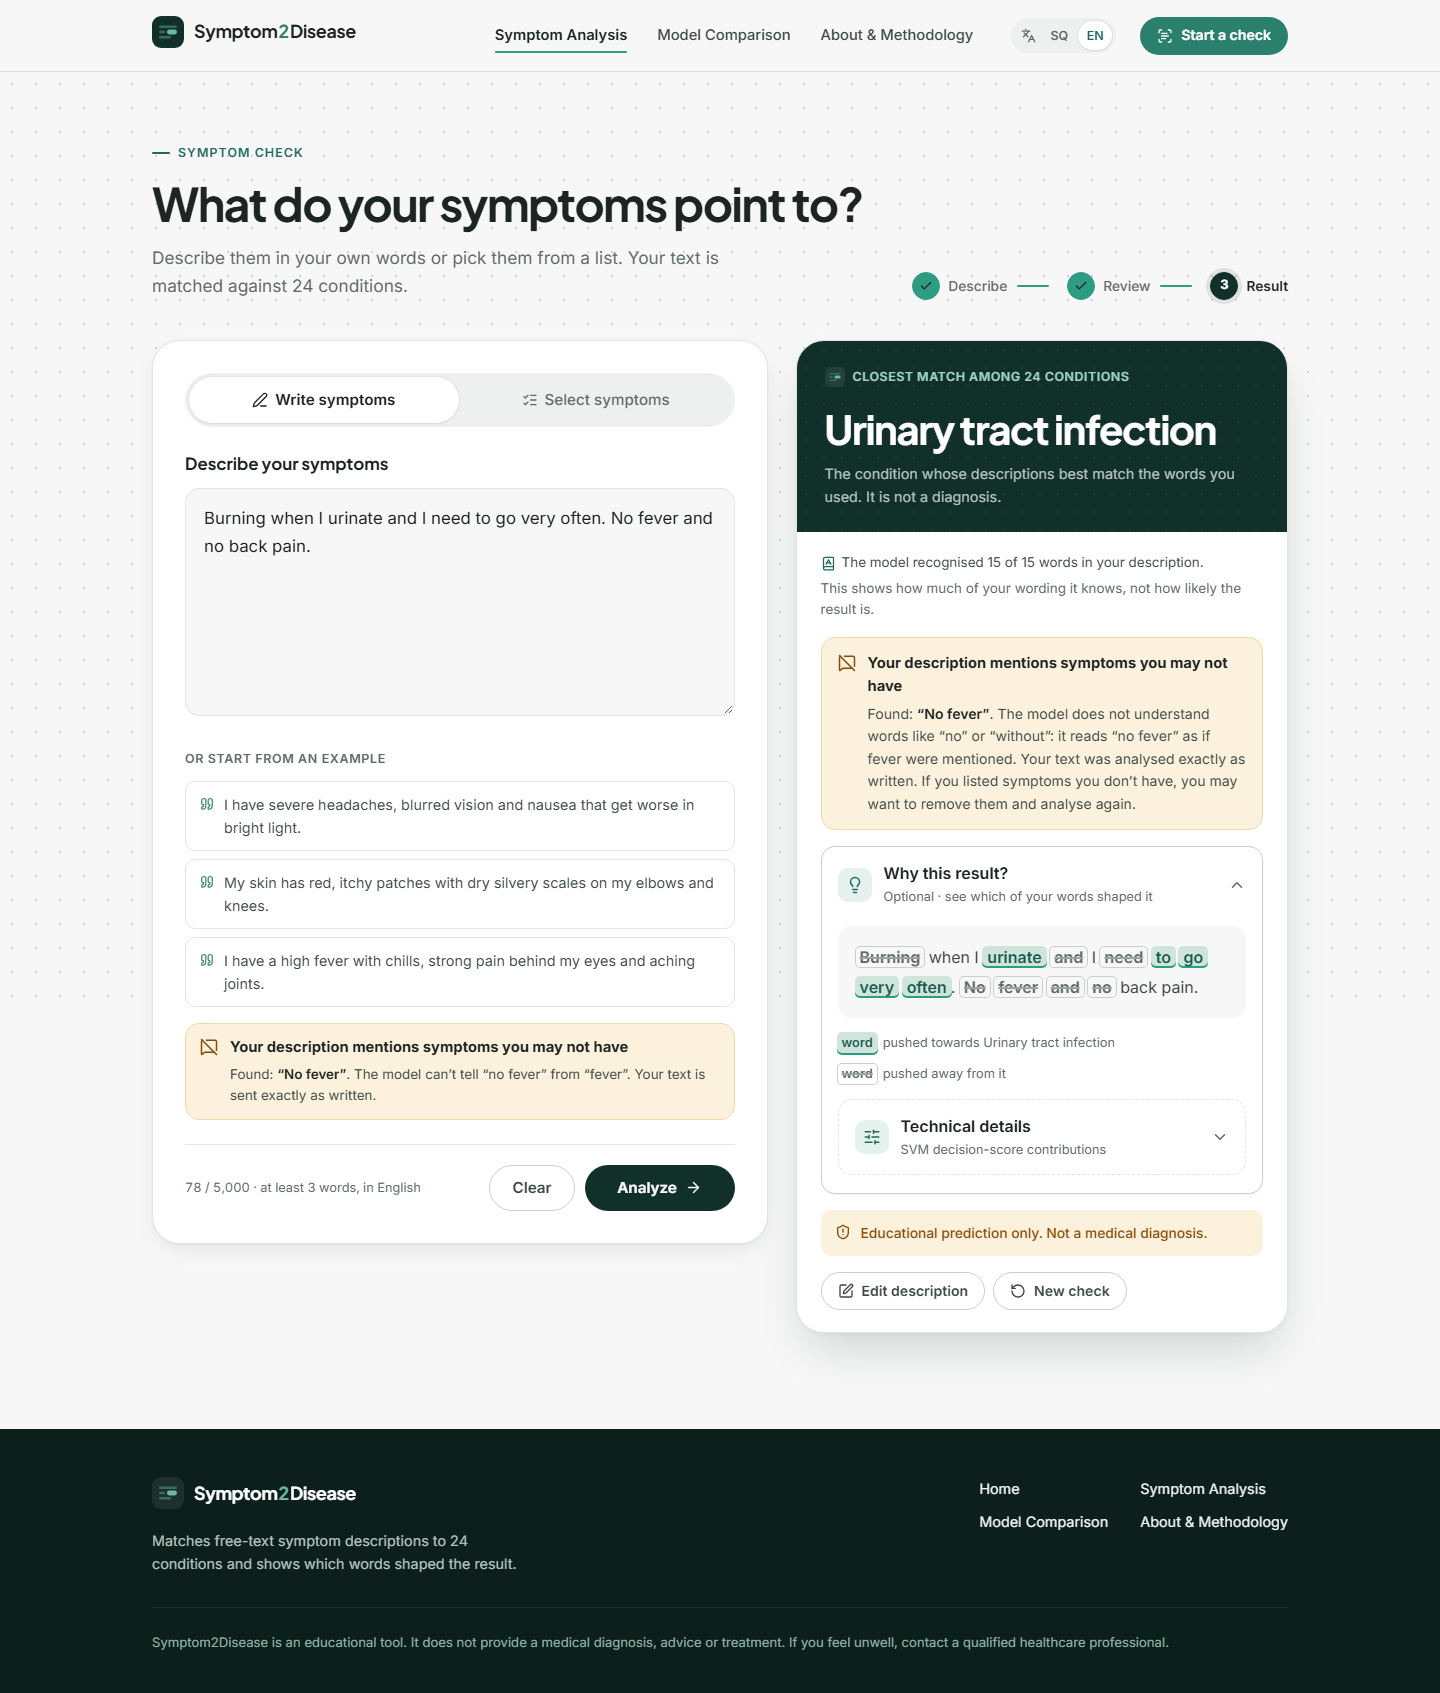 Symptom2Disease
Symptom Analysis
Model Comparison
About & Methodology
SQ
EN
Start a check
SYMPTOM CHECK
What do your symptoms point to?
Describe them in your own words or pick them from a list. Your text is
matched against 24 conditions.
Describe
Review
3
Result
Write symptoms
Select symptoms
Describe your symptoms
Burning when I urinate and I need to go very often. No fever and
no back pain.
OR START FROM AN EXAMPLE
I have severe headaches, blurred vision and nausea that get worse in
bright light.
My skin has red, itchy patches with dry silvery scales on my elbows and
knees.
I have a high fever with chills, strong pain behind my eyes and aching
joints.
Your description mentions symptoms you may not have
Found: “No fever”. The model can’t tell “no fever” from “fever”. Your text is
sent exactly as written.
78 / 5,000 · at least 3 words, in English
Clear
Analyze
CLOSEST MATCH AMONG 24 CONDITIONS
Urinary tract infection
The condition whose descriptions best match the words you
used. It is not a diagnosis.
The model recognised 15 of 15 words in your description.
This shows how much of your wording it knows, not how likely the
result is.
Your description mentions symptoms you may not
have
Found: “No fever”. The model does not understand
words like “no” or “without”: it reads “no fever” as if
fever were mentioned. Your text was analysed exactly as
written. If you listed symptoms you don’t have, you may
want to remove them and analyse again.
Why this result?
Optional · see which of your words shaped it
Burning when I urinate and I need to go
very often. No fever and no back pain.
word pushed towards Urinary tract infection
word pushed away from it
Technical details
SVM decision-score contributions
Educational prediction only. Not a medical diagnosis.
Edit description
New check
Symptom2Disease
Matches free-text symptom descriptions to 24
conditions and shows which words shaped the result.
Home
Symptom Analysis
Model Comparison
About & Methodology
Symptom2Disease is an educational tool. It does not provide a medical diagnosis, advice or treatment. If you feel unwell, contact a qualified healthcare professional.